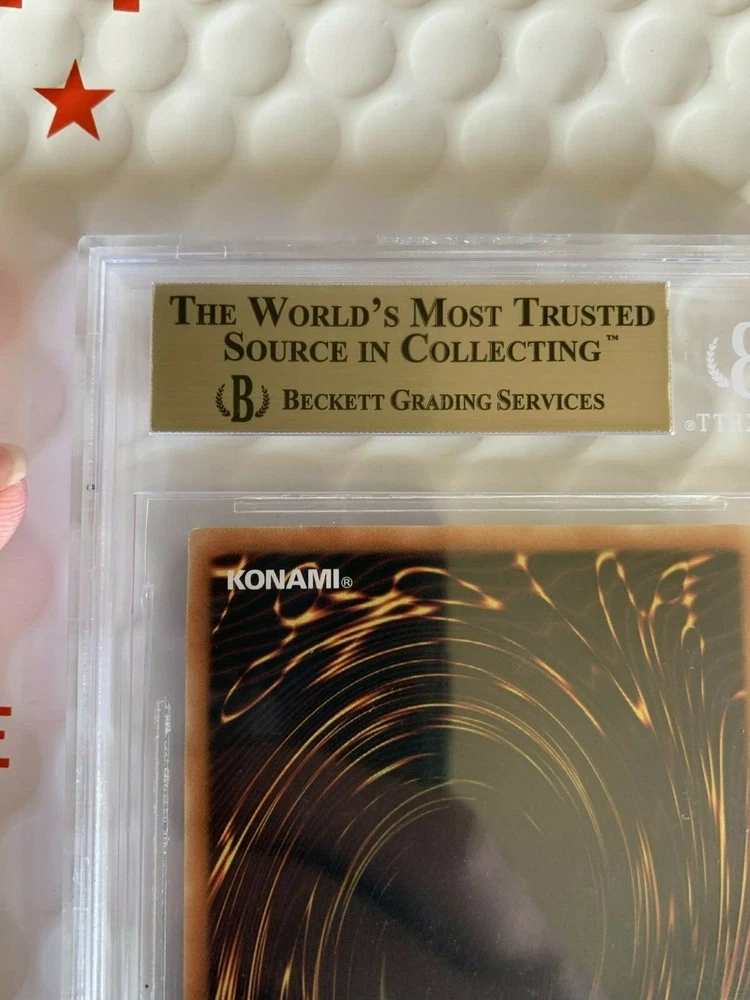 THE WORLD'S MOST TRUSTED
SOURCE IN COLLECTING™
B BECKETT GRADING SERVICES
KONAMI®
E